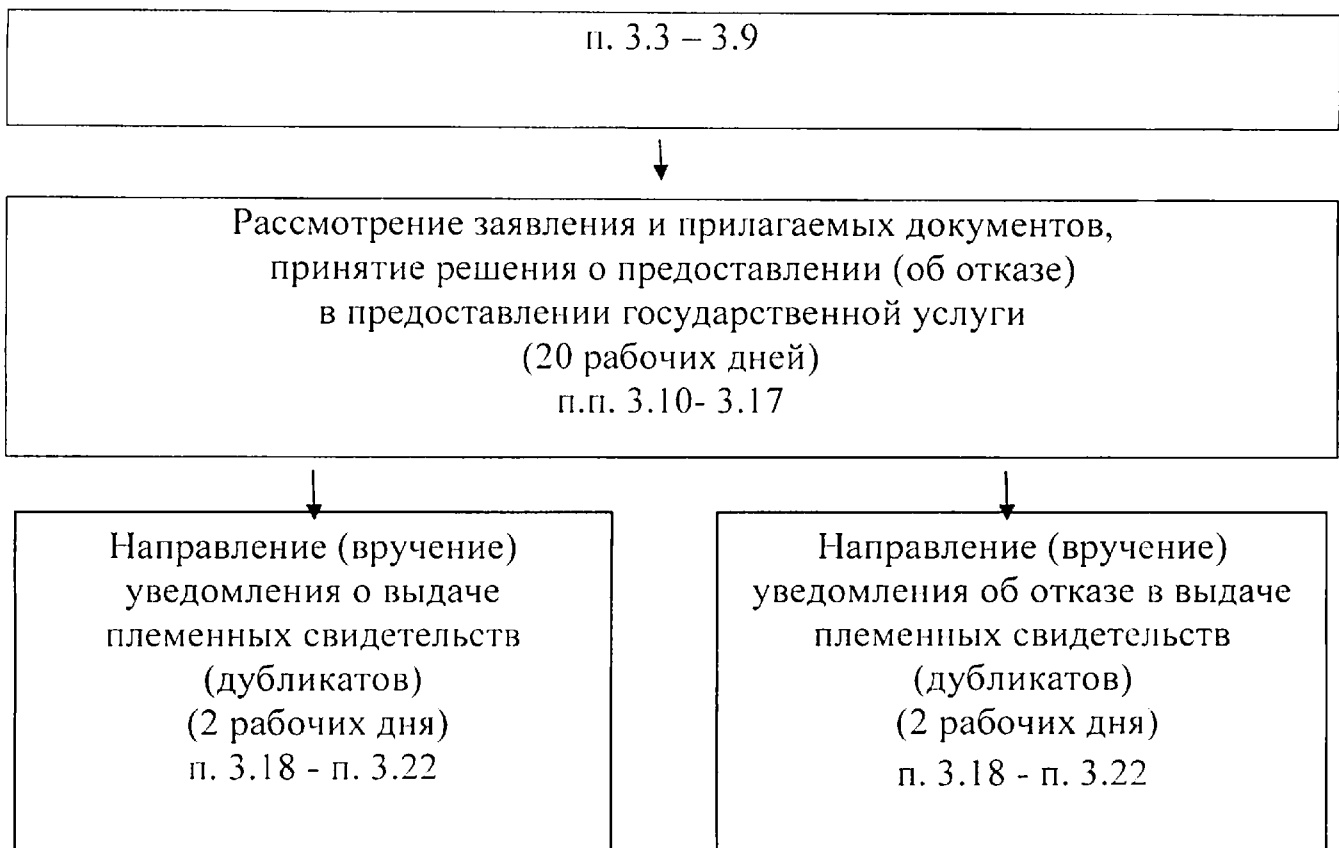 п. 3.3 – 3.9
Рассмотрение заявления и прилагаемых документов,
принятие решения о предоставлении (об отказе)
в предоставлении государственной услуги
(20 рабочих дней)
п.п. 3.10- 3.17
Направление (вручение)
уведомления о выдаче
племенных свидетельств
(дубликатов)
(2 рабочих дня)
п. 3.18 - п. 3.22
Направление (вручение)
уведомления об отказе в выдаче
племенных свидетельств
(дубликатов)
(2 рабочих дня)
п. 3.18 - п. 3.22